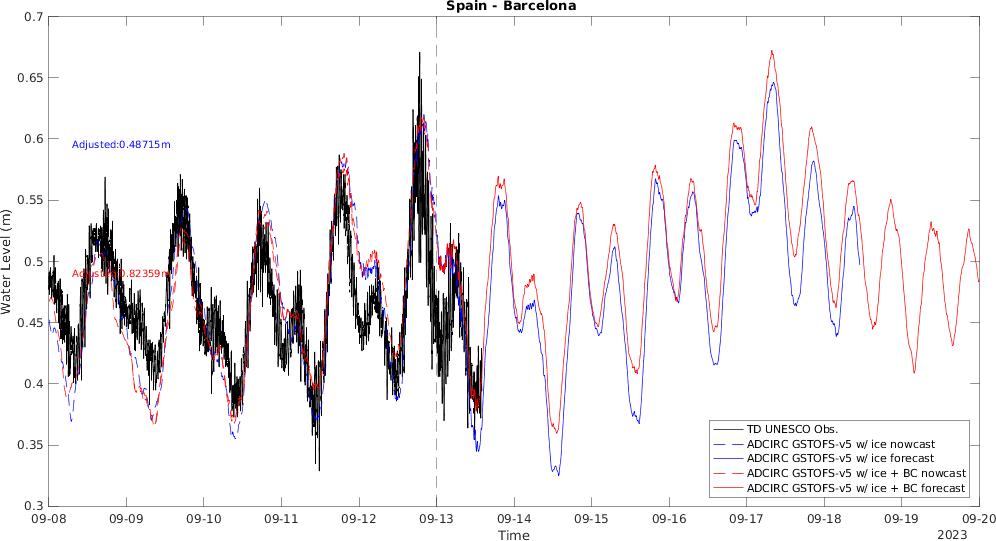 Spain - Barcelona
0.7
0.65
0.6
0.55
0.5
0.45
0.4
0.35
0.3
Water Level (m)
Adjusted:0.48715m
Adjusted:0.82359m
TD UNESCO Obs.
ADCIRC GSTOFS-v5 w/ ice nowcast
ADCIRC GSTOFS-v5 w/ ice forecast
ADCIRC GSTOFS-v5 w/ ice + BC nowcast
ADCIRC GSTOFS-v5 w/ ice + BC forecast
09-08 09-09 09-10 09-11 09-12 09-13 09-14 09-15 09-16 09-17 09-18 09-19 09-20
Time
2023